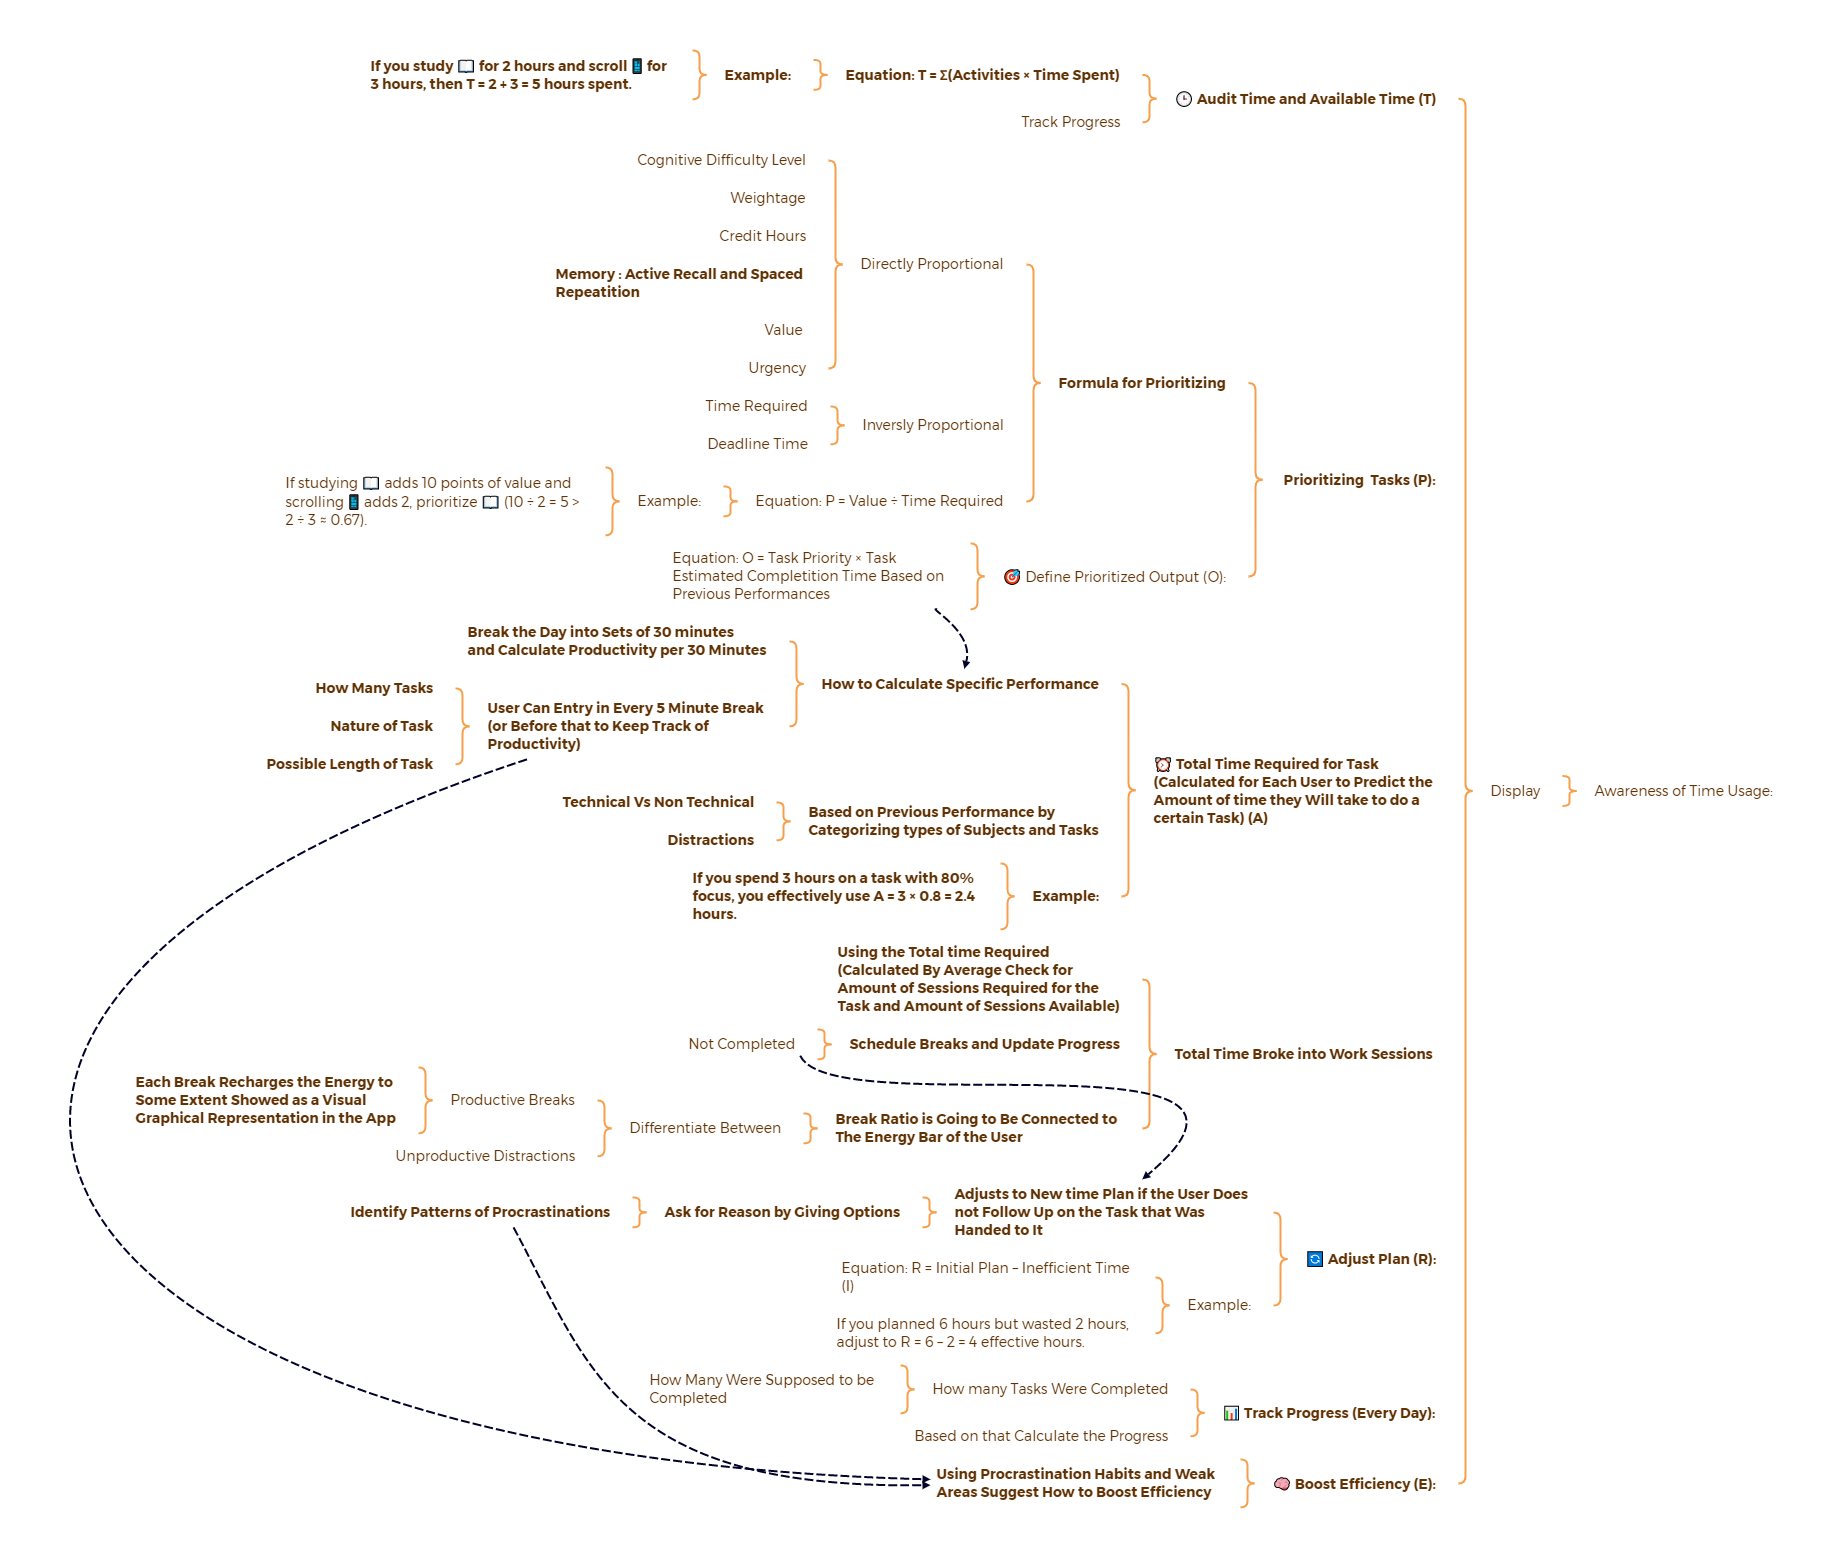 If you study 📖 for 2 hours and scroll 📱 for
3 hours, then T = 2 + 3 = 5 hours spent.
Example:
Equation: T = Σ(Activities × Time Spent)
🕒 Audit Time and Available Time (T)
Track Progress
Cognitive Difficulty Level
Weightage
Credit Hours
Memory : Active Recall and Spaced
Repeatition
Directly Proportional
Value
Urgency
Formula for Prioritizing
Time Required
Inversly Proportional
Deadline Time
Prioritizing  Tasks (P):
If studying 📖 adds 10 points of value and
scrolling 📱 adds 2, prioritize 📖 (10 ÷ 2 = 5 >
2 ÷ 3 ≈ 0.67).
Example:
Equation: P = Value ÷ Time Required
Equation: O = Task Priority × Task
Estimated Completition Time Based on
Previous Performances
🎯 Define Prioritized Output (O):
Break the Day into Sets of 30 minutes
and Calculate Productivity per 30 Minutes
How to Calculate Specific Performance
How Many Tasks
Nature of Task
Possible Length of Task
User Can Entry in Every 5 Minute Break
(or Before that to Keep Track of
Productivity)
⏰ Total Time Required for Task
(Calculated for Each User to Predict the
Amount of time they Will take to do a
certain Task) (A)
Display
Awareness of Time Usage:
Technical Vs Non Technical
Distractions
Based on Previous Performance by
Categorizing types of Subjects and Tasks
If you spend 3 hours on a task with 80%
focus, you effectively use A = 3 × 0.8 = 2.4
hours.
Example:
Using the Total time Required
(Calculated By Average Check for
Amount of Sessions Required for the
Task and Amount of Sessions Available)
Not Completed
Schedule Breaks and Update Progress
Total Time Broke into Work Sessions
Each Break Recharges the Energy to
Some Extent Showed as a Visual
Graphical Representation in the App
Productive Breaks
Unproductive Distractions
Differentiate Between
Break Ratio is Going to Be Connected to
The Energy Bar of the User
Identify Patterns of Procrastinations
Ask for Reason by Giving Options
Adjusts to New time Plan if the User Does
not Follow Up on the Task that Was
Handed to It
🔄 Adjust Plan (R):
Equation: R = Initial Plan − Inefficient Time
(I)
Example:
If you planned 6 hours but wasted 2 hours,
adjust to R = 6 − 2 = 4 effective hours.
How Many Were Supposed to be
Completed
How many Tasks Were Completed
📊 Track Progress (Every Day):
Based on that Calculate the Progress
Using Procrastination Habits and Weak
Areas Suggest How to Boost Efficiency
🧠 Boost Efficiency (E):